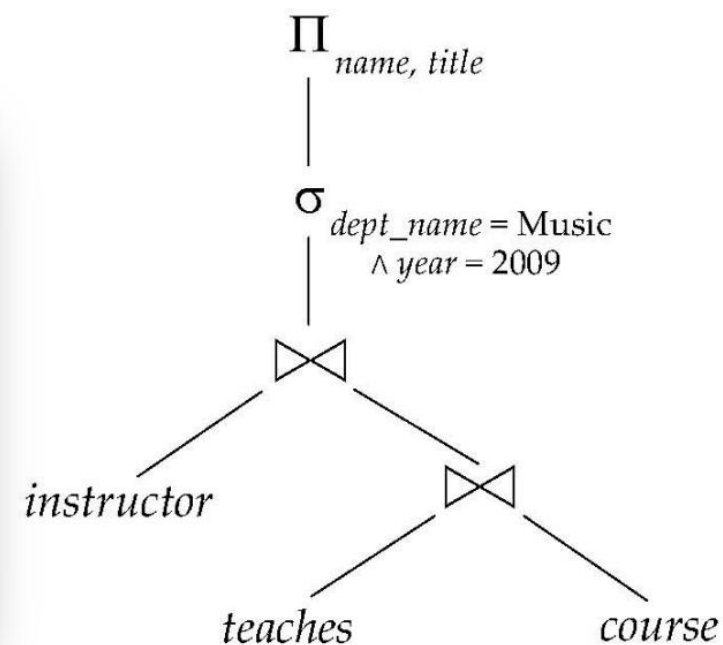 Π name, title
σ dept_name = Music
∧ year = 2009
⋈
instructor
⋈
teaches
course